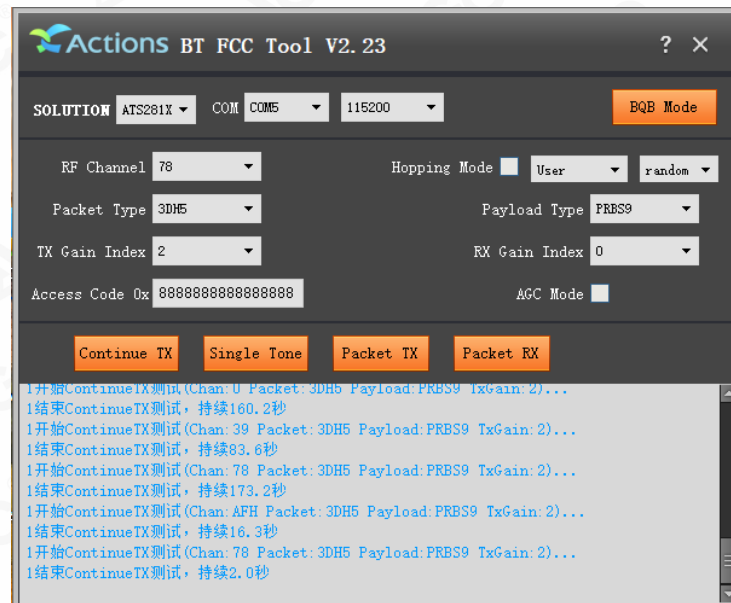 Actions BT FCC Tool V2.23 ? ×
SOLUTION ATS281X COM COM5 115200 BQB Mode
RF Channel 78 Hopping Mode User random
Packet Type 3DH5 Payload Type PRBS9
TX Gain Index 2 RX Gain Index 0
Access Code 0x 8888888888888888 AGC Mode
Continue TX Single Tone Packet TX Packet RX
1开始ContinueTX测试(Chan:0 Packet:3DH5 Payload:PRBS9 TxGain:2)...
1结束ContinueTX测试，持续160.2秒
1开始ContinueTX测试(Chan:39 Packet:3DH5 Payload:PRBS9 TxGain:2)...
1结束ContinueTX测试，持续83.6秒
1开始ContinueTX测试(Chan:78 Packet:3DH5 Payload:PRBS9 TxGain:2)...
1结束ContinueTX测试，持续173.2秒
1开始ContinueTX测试(Chan:AFH Packet:3DH5 Payload:PRBS9 TxGain:2)...
1结束ContinueTX测试，持续16.3秒
1开始ContinueTX测试(Chan:78 Packet:3DH5 Payload:PRBS9 TxGain:2)...
1结束ContinueTX测试，持续2.0秒